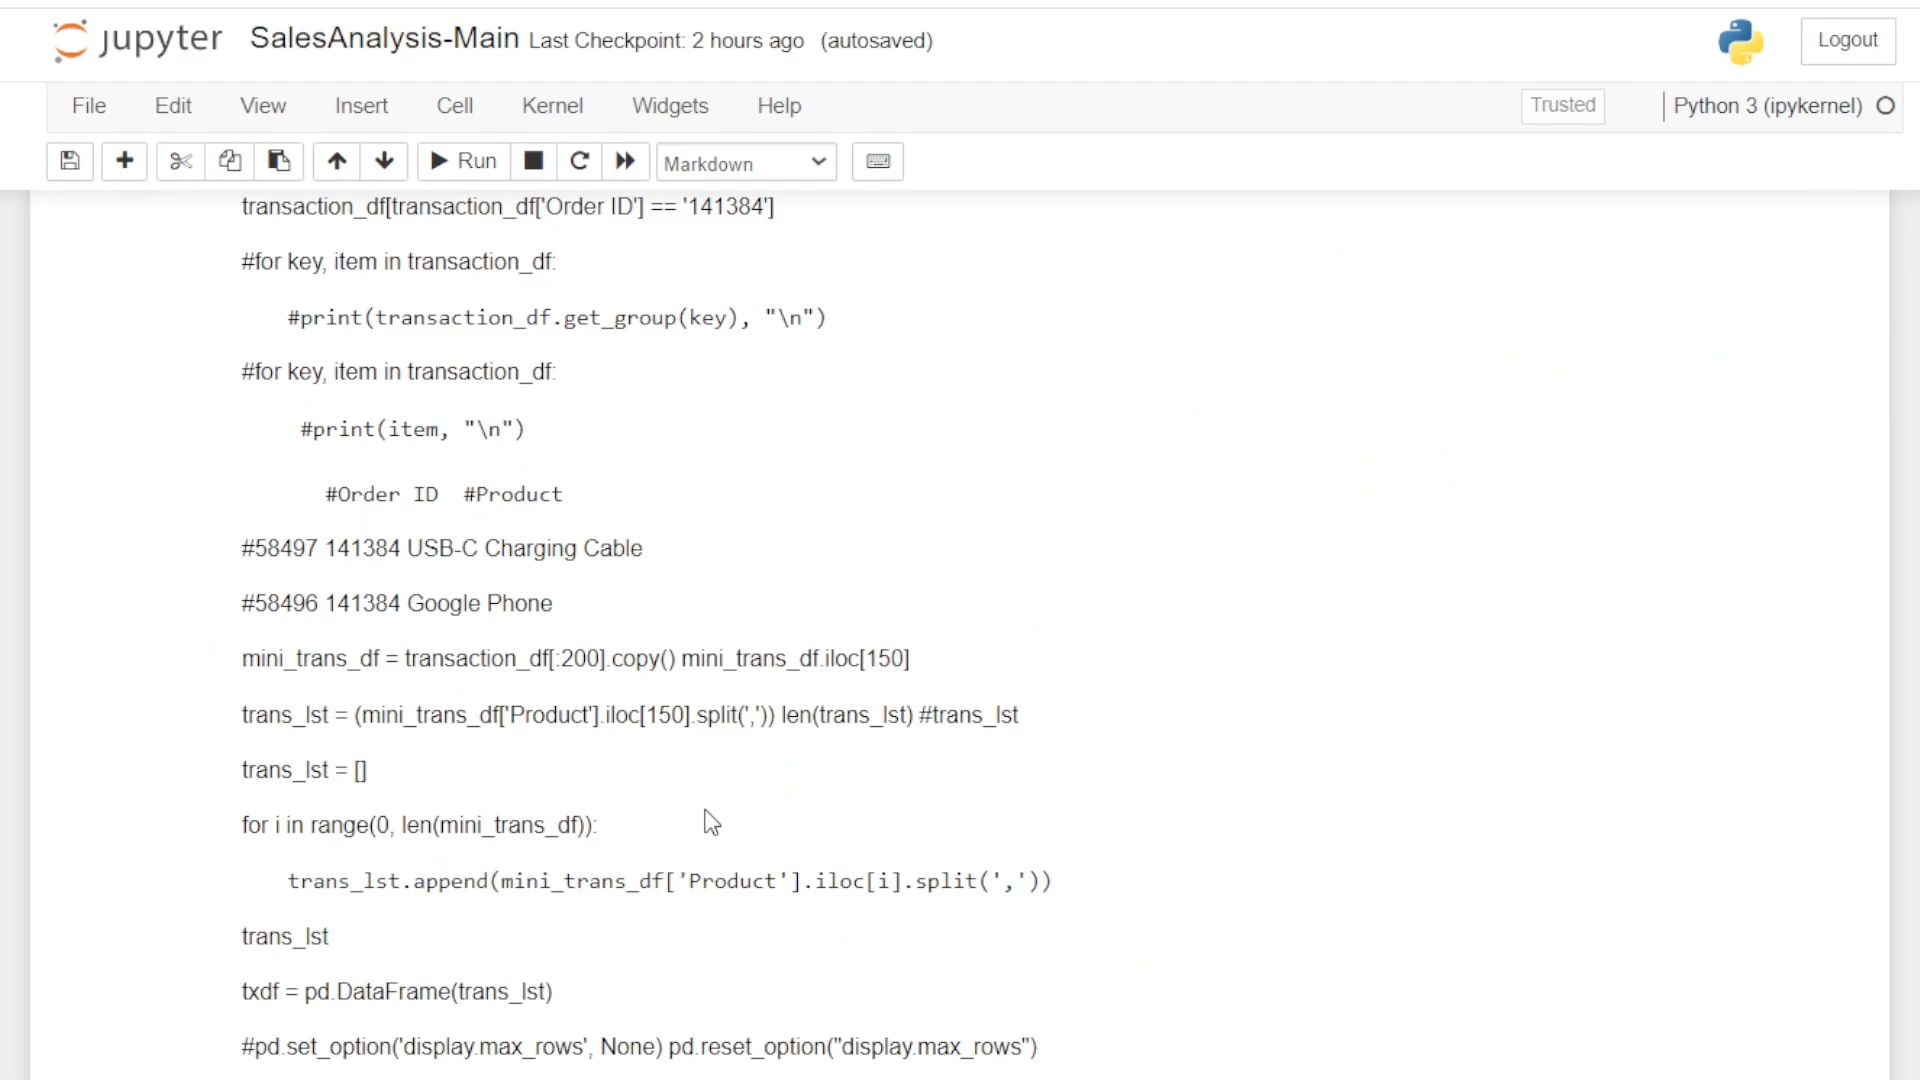 jupyter SalesAnalysis-Main Last Checkpoint: 2 hours ago (autosaved) Logout
File Edit View Insert Cell Kernel Widgets Help Trusted Python 3 (ipykernel)
Run Markdown
transaction_df[transaction_df['Order ID'] == '141384']
#for key, item in transaction_df:
#print(transaction_df.get_group(key), "\n")
#for key, item in transaction_df:
#print(item, "\n")
#Order ID #Product
#58497 141384 USB-C Charging Cable
#58496 141384 Google Phone
mini_trans_df = transaction_df[:200].copy() mini_trans_df.iloc[150]
trans_lst = (mini_trans_df['Product'].iloc[150].split(',')) len(trans_lst) #trans_lst
trans_lst = []
for i in range(0, len(mini_trans_df)):
trans_lst.append(mini_trans_df['Product'].iloc[i].split(','))
trans_lst
txdf = pd.DataFrame(trans_lst)
#pd.set_option('display.max_rows', None) pd.reset_option("display.max_rows")